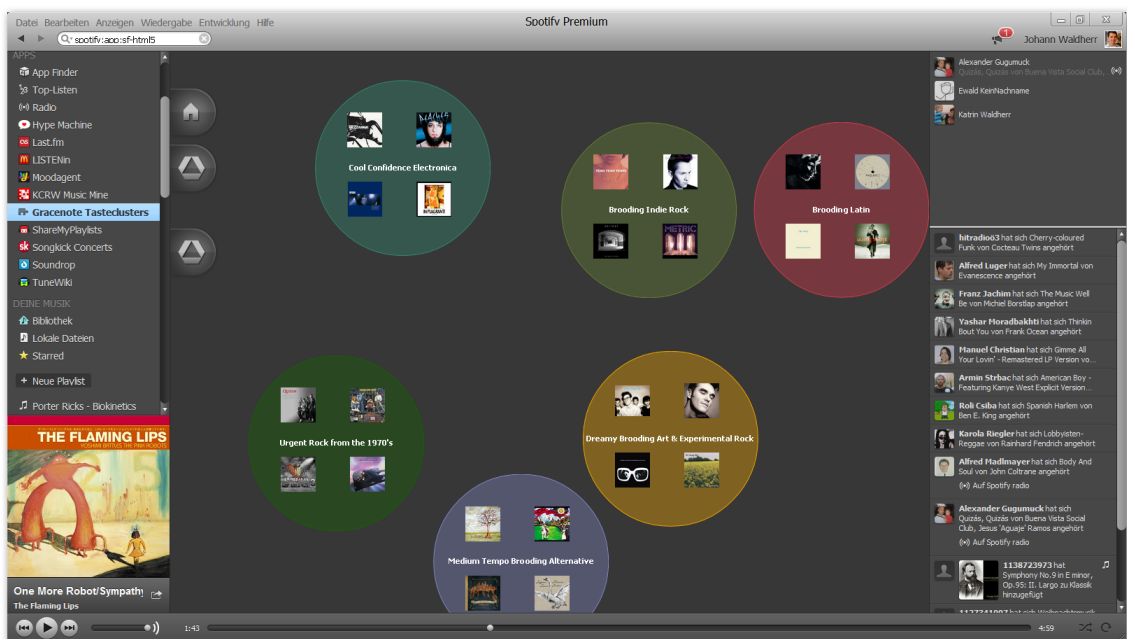 Spotify Premium
Datei Bearbeiten Anzeigen Wiedergabe Entwicklung Hilfe
spotify:app:sf-html5
1
Johann Waldherr
APPS
App Finder
Top-Listen
Radio
Hype Machine
Last.fm
LISTENin
Moodagent
KCRW Music Mine
Gracenote Tasteclusters
ShareMyPlaylists
Songkick Concerts
Soundrop
TuneWiki
DEINE MUSIK
Bibliothek
Lokale Dateien
Starred
+ Neue Playlist
Porter Ricks - Biokinetics
THE FLAMING LIPS
YOSHIMI BATTLES THE PINK ROBOTS
One More Robot/Sympathy
The Flaming Lips
Cool Confidence Electronica
Brooding Indie Rock
METRIC
Brooding Latin
Urgent Rock from the 1970's
Dreamy Brooding Art & Experimental Rock
Medium Tempo Brooding Alternative
Alexander Gugumuck
Quizás, Quizás von Buena Vista Social Club,
Ewald KeinNachname
Katrin Waldherr
hitradioö3 hat sich Cherry-coloured
Funk von Cocteau Twins angehört
Alfred Luger hat sich My Immortal von
Evanescence angehört
Franz Jachim hat sich The Music Well
Be von Michiel Borstlap angehört
Yashar Moradbakhti hat sich Thinkin
Bout You von Frank Ocean angehört
Manuel Christian hat sich Gimme All
Your Lovin' - Remastered LP Version vo...
Armin Strbac hat sich American Boy -
Featuring Kanye West Explicit Version...
Roli Csiba hat sich Spanish Harlem von
Ben E. King angehört
Karola Riegler hat sich Lobbyisten-
Reggae von Rainhard Fendrich angehört
Alfred Madlmayer hat sich Body And
Soul von John Coltrane angehört
Auf Spotify radio
Alexander Gugumuck hat sich
Quizás, Quizás von Buena Vista Social
Club, Jesus 'Aguaje' Ramos angehört
Auf Spotify radio
1138723973 hat
Symphony No.9 in E minor,
Op.95: II. Largo zu Klassik
hinzugefügt
1:43
4:59